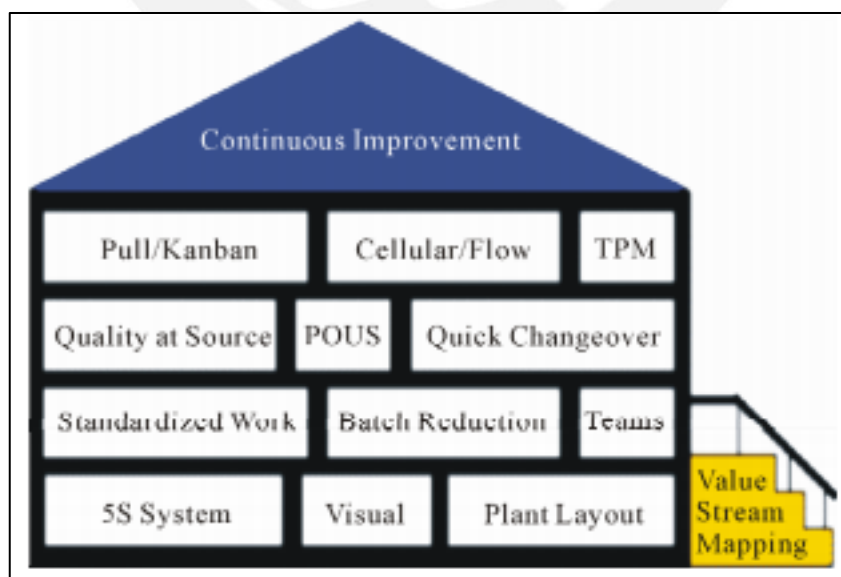 Continuous Improvement
Pull/Kanban Cellular/Flow TPM
Quality at Source POUS Quick Changeover
Standardized Work Batch Reduction Teams
5S System Visual Plant Layout
Value
Stream
Mapping